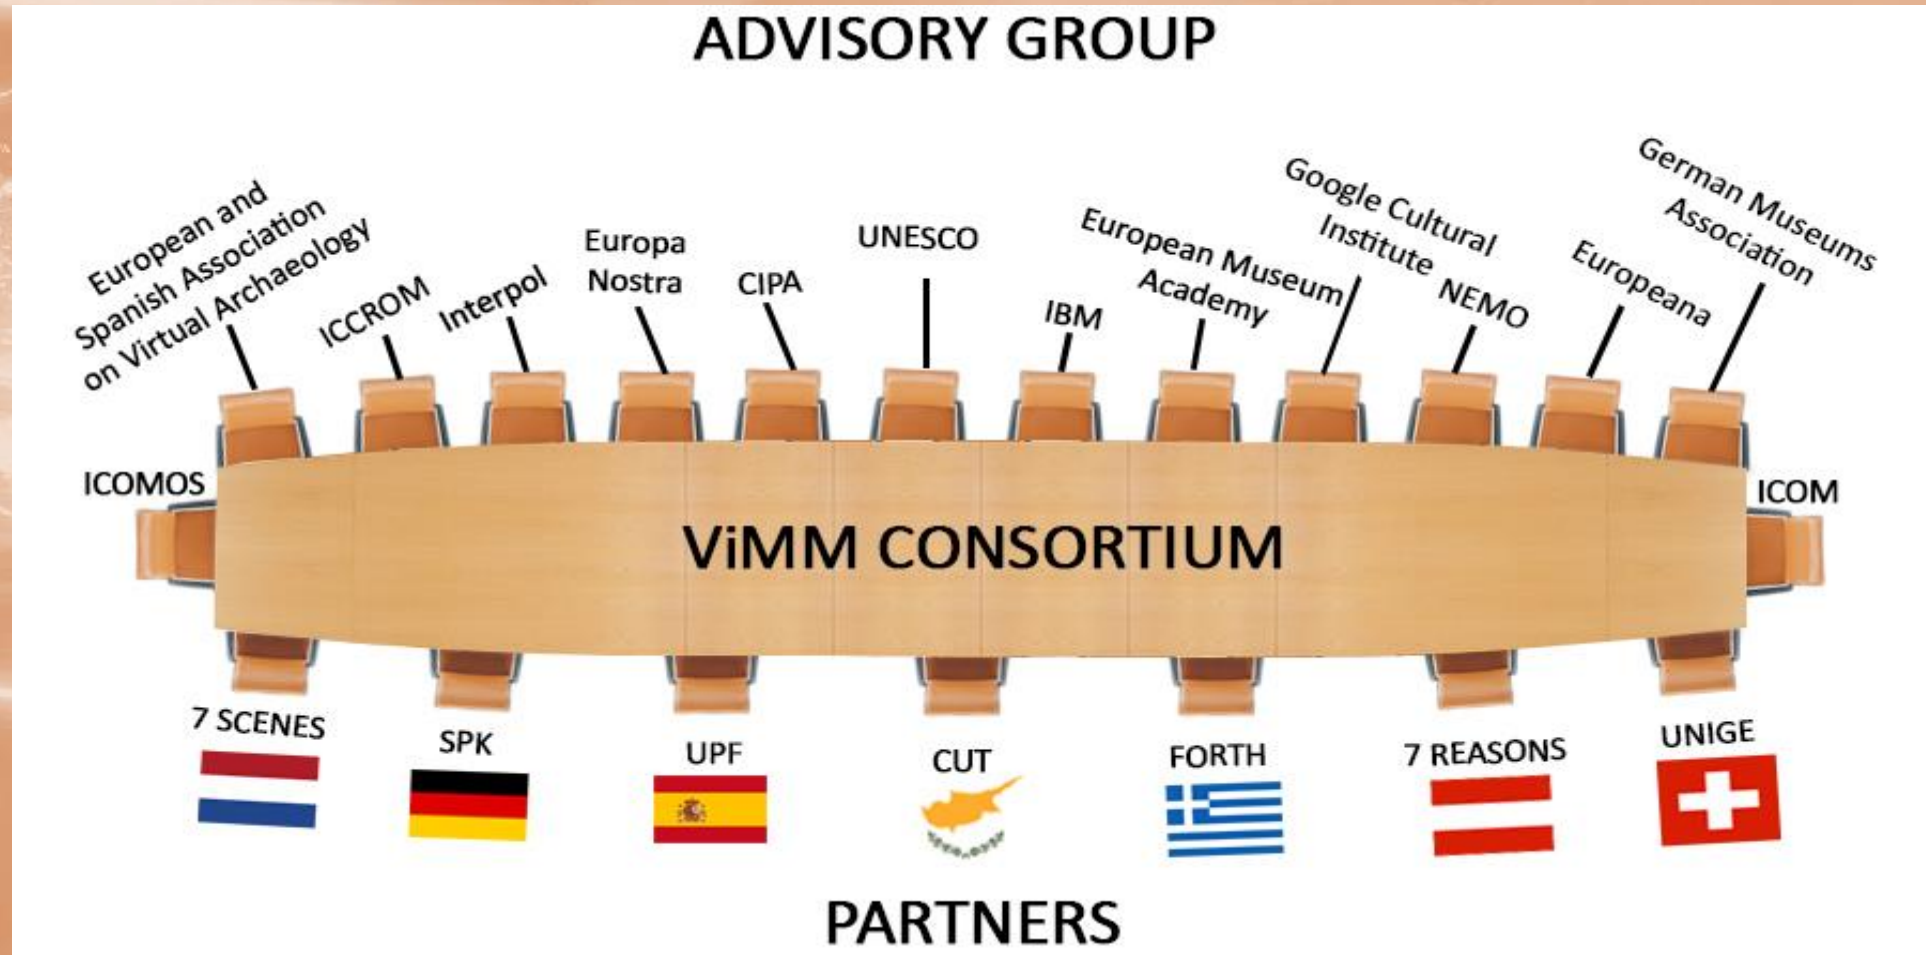 ADVISORY GROUP
European and
Spanish Association
on Virtual Archaeology
ICCROM
Interpol
Europa
Nostra
CIPA
UNESCO
IBM
European Museum
Academy
Google Cultural
Institute
NEMO
Europeana
German Museums
Association
ICOMOS
ICOM
ViMM CONSORTIUM
7 SCENES
SPK
UPF
CUT
FORTH
7 REASONS
UNIGE
PARTNERS